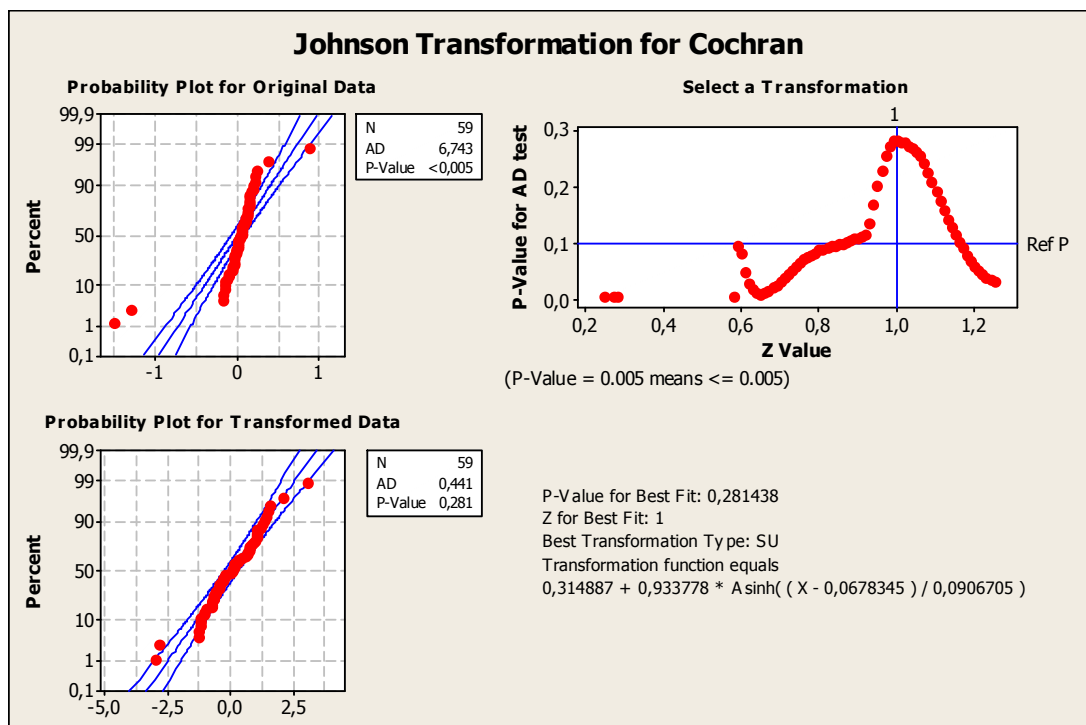 Johnson Transformation for Cochran
Probability Plot for Original Data
Percent
99,9
99
90
50
10
1
0,1
-1
0
1
N 59
AD 6,743
P-Value <0,005
Select a Transformation
1
P-Value for AD test
0,3
0,2
0,1
0,0
Ref P
0,2
0,4
0,6
0,8
1,0
1,2
Z Value
(P-Value = 0.005 means <= 0.005)
Probability Plot for Transformed Data
Percent
99,9
99
90
50
10
1
0,1
-5,0
-2,5
0,0
2,5
N 59
AD 0,441
P-Value 0,281
P-Value for Best Fit: 0,281438
Z for Best Fit: 1
Best Transformation Type: SU
Transformation function equals
0,314887 + 0,933778 * Asinh( ( X - 0,0678345 ) / 0,0906705 )